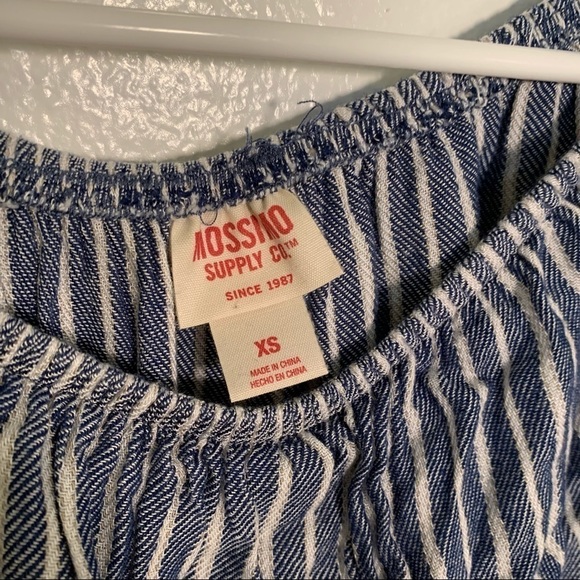 MOSSIMO
SUPPLY CO.™
SINCE 1987
XS
MADE IN CHINA
HECHO EN CHINA